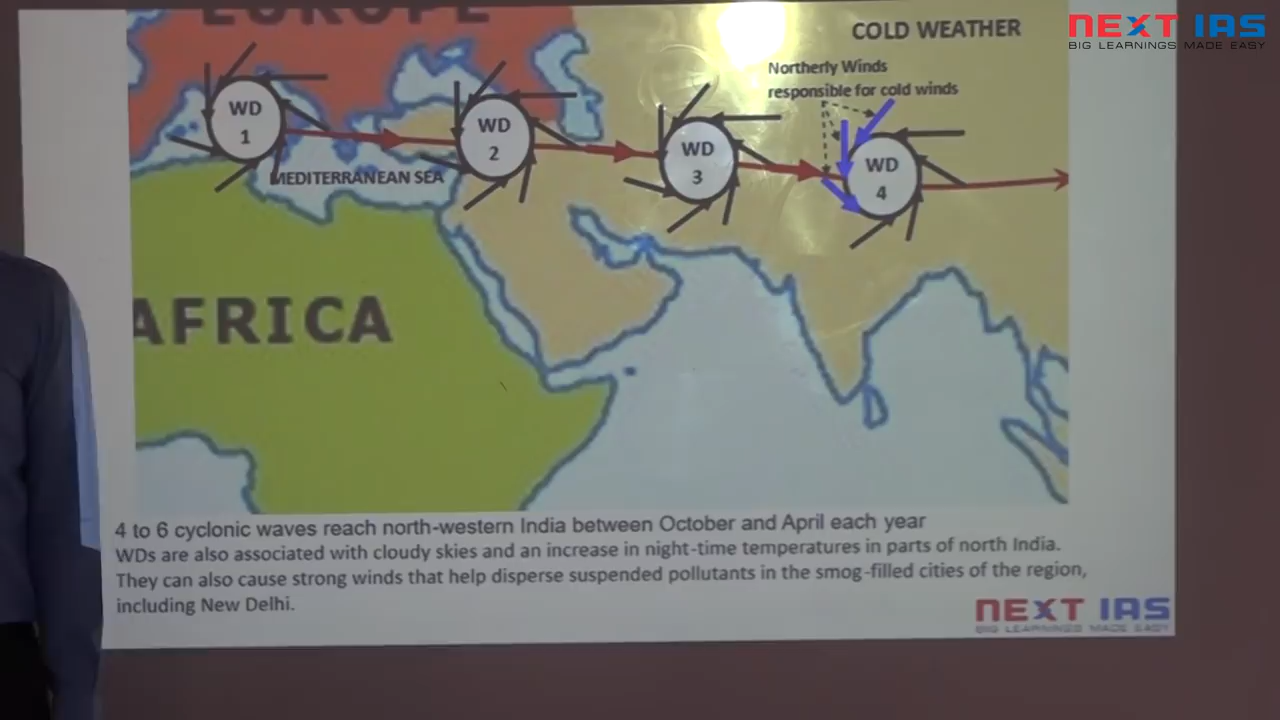 EUROPE
COLD WEATHER
NEXT IAS
BIG LEARNINGS MADE EASY
Northerly Winds
responsible for cold winds
WD
1
WD
2
WD
3
WD
4
MEDITERRANEAN SEA
AFRICA
4 to 6 cyclonic waves reach north-western India between October and April each year
WDs are also associated with cloudy skies and an increase in night-time temperatures in parts of north India.
They can also cause strong winds that help disperse suspended pollutants in the smog-filled cities of the region,
including New Delhi.
NEXT IAS
BIG LEARNINGS MADE EASY